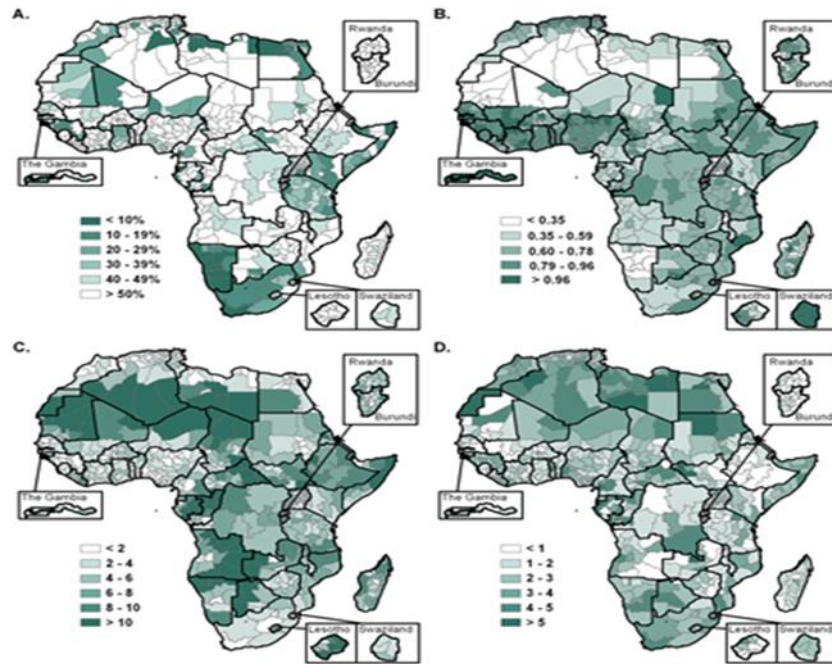 A.
Rwanda
Burundi
The Gambia
< 10%
10 - 19%
20 - 29%
30 - 39%
40 - 49%
> 50%
Lesotho
Swaziland
B.
Rwanda
Burundi
The Gambia
< 0.35
0.35 - 0.59
0.60 - 0.78
0.79 - 0.96
> 0.96
Lesotho
Swaziland
C.
Rwanda
Burundi
The Gambia
< 2
2 - 4
4 - 6
6 - 8
8 - 10
> 10
Lesotho
Swaziland
D.
Rwanda
Burundi
The Gambia
< 1
1 - 2
2 - 3
3 - 4
4 - 5
> 5
Lesotho
Swaziland